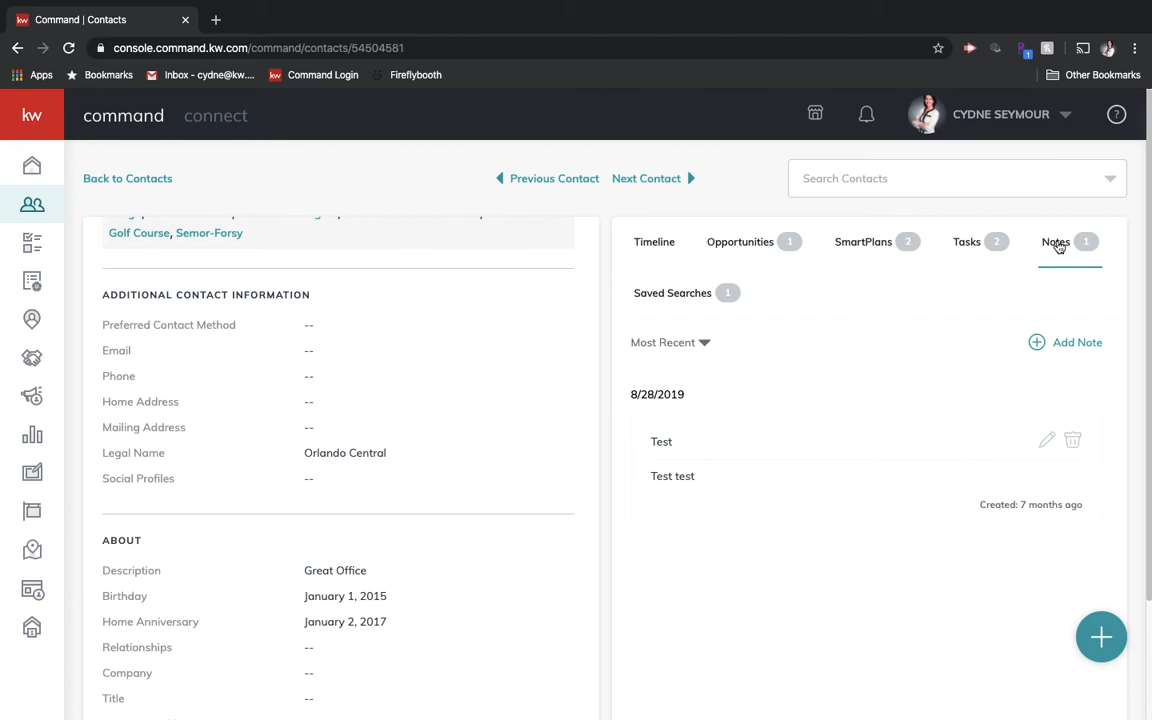 kw Command | Contacts
console.command.kw.com/command/contacts/54504581
1
Apps Bookmarks Inbox - cydne@kw.... kw Command Login Fireflybooth Other Bookmarks
kw command connect CYDNE SEYMOUR ?
Back to Contacts Previous Contact Next Contact Search Contacts
Golf Course, Semor-Forsy
ADDITIONAL CONTACT INFORMATION
Preferred Contact Method --
Email --
Phone --
Home Address --
Mailing Address --
Legal Name Orlando Central
Social Profiles --
ABOUT
Description Great Office
Birthday January 1, 2015
Home Anniversary January 2, 2017
Relationships --
Company --
Title --
Timeline Opportunities 1 SmartPlans 2 Tasks 2 Notes 1
Saved Searches 1
Most Recent Add Note
8/28/2019
Test
Test test
Created: 7 months ago